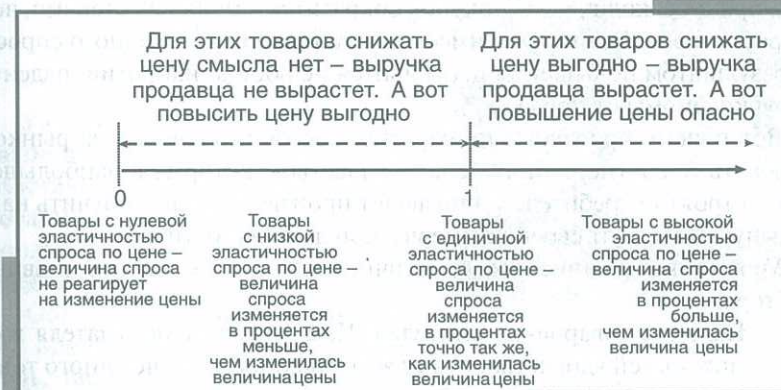 Для этих товаров снижать
цену смысла нет – выручка
продавца не вырастет. А вот
повысить цену выгодно
Для этих товаров снижать
цену выгодно – выручка
продавца вырастет. А вот
повышение цены опасно
0
1
Товары с нулевой
эластичностью
спроса по цене –
величина спроса
не реагирует
на изменение цены
Товары
с низкой
эластичностью
спроса по цене –
величина
спроса
изменяется
в процентах
меньше,
чем изменилась
величина цены
Товары
с единичной
эластичностью
спроса по цене –
величина
спроса
изменяется
в процентах
точно так же,
как изменилась
величина цены
Товары с высокой
эластичностью
спроса по цене –
величина спроса
изменяется
в процентах
больше,
чем изменилась
величина цены